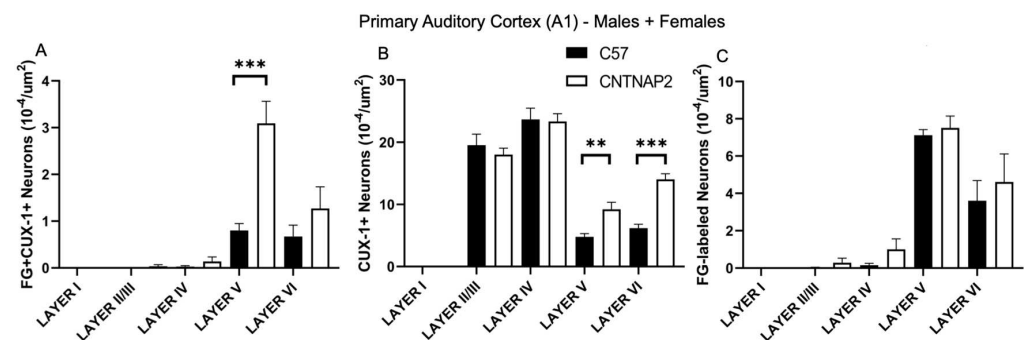 Primary Auditory Cortex (A1) - Males + Females
C57
CNTNAP2
A
FG+CUX-1+ Neurons (10⁻⁴/um²)
4
3
2
1
0
***
LAYER I
LAYER II/III
LAYER IV
LAYER V
LAYER VI
B
CUX-1+ Neurons (10⁻⁴/um²)
30
20
10
0
**
***
LAYER I
LAYER II/III
LAYER IV
LAYER V
LAYER VI
C
FG-labeled Neurons (10⁻⁴/um²)
10
8
6
4
2
0
LAYER I
LAYER II/III
LAYER IV
LAYER V
LAYER VI